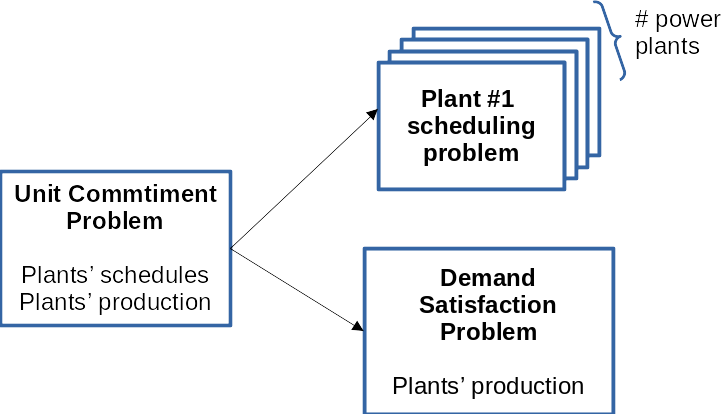 # power
plants
Plant #1
scheduling
problem
Unit Commtiment
Problem
Plants’ schedules
Plants’ production
Demand
Satisfaction
Problem
Plants’ production